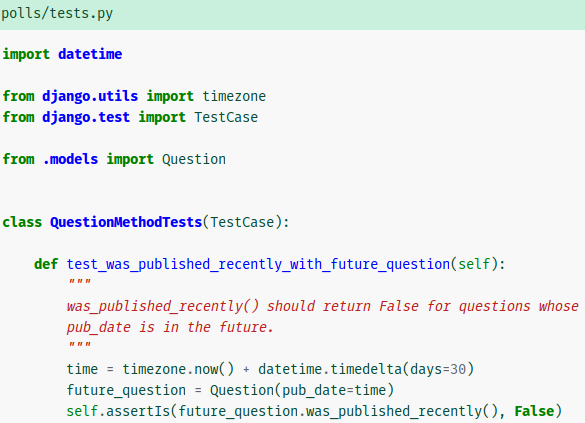 polls/tests.py
import datetime
from django.utils import timezone
from django.test import TestCase
from .models import Question
class QuestionMethodTests(TestCase):
def test_was_published_recently_with_future_question(self):
"""
was_published_recently() should return False for questions whose
pub_date is in the future.
"""
time = timezone.now() + datetime.timedelta(days=30)
future_question = Question(pub_date=time)
self.assertIs(future_question.was_published_recently(), False)